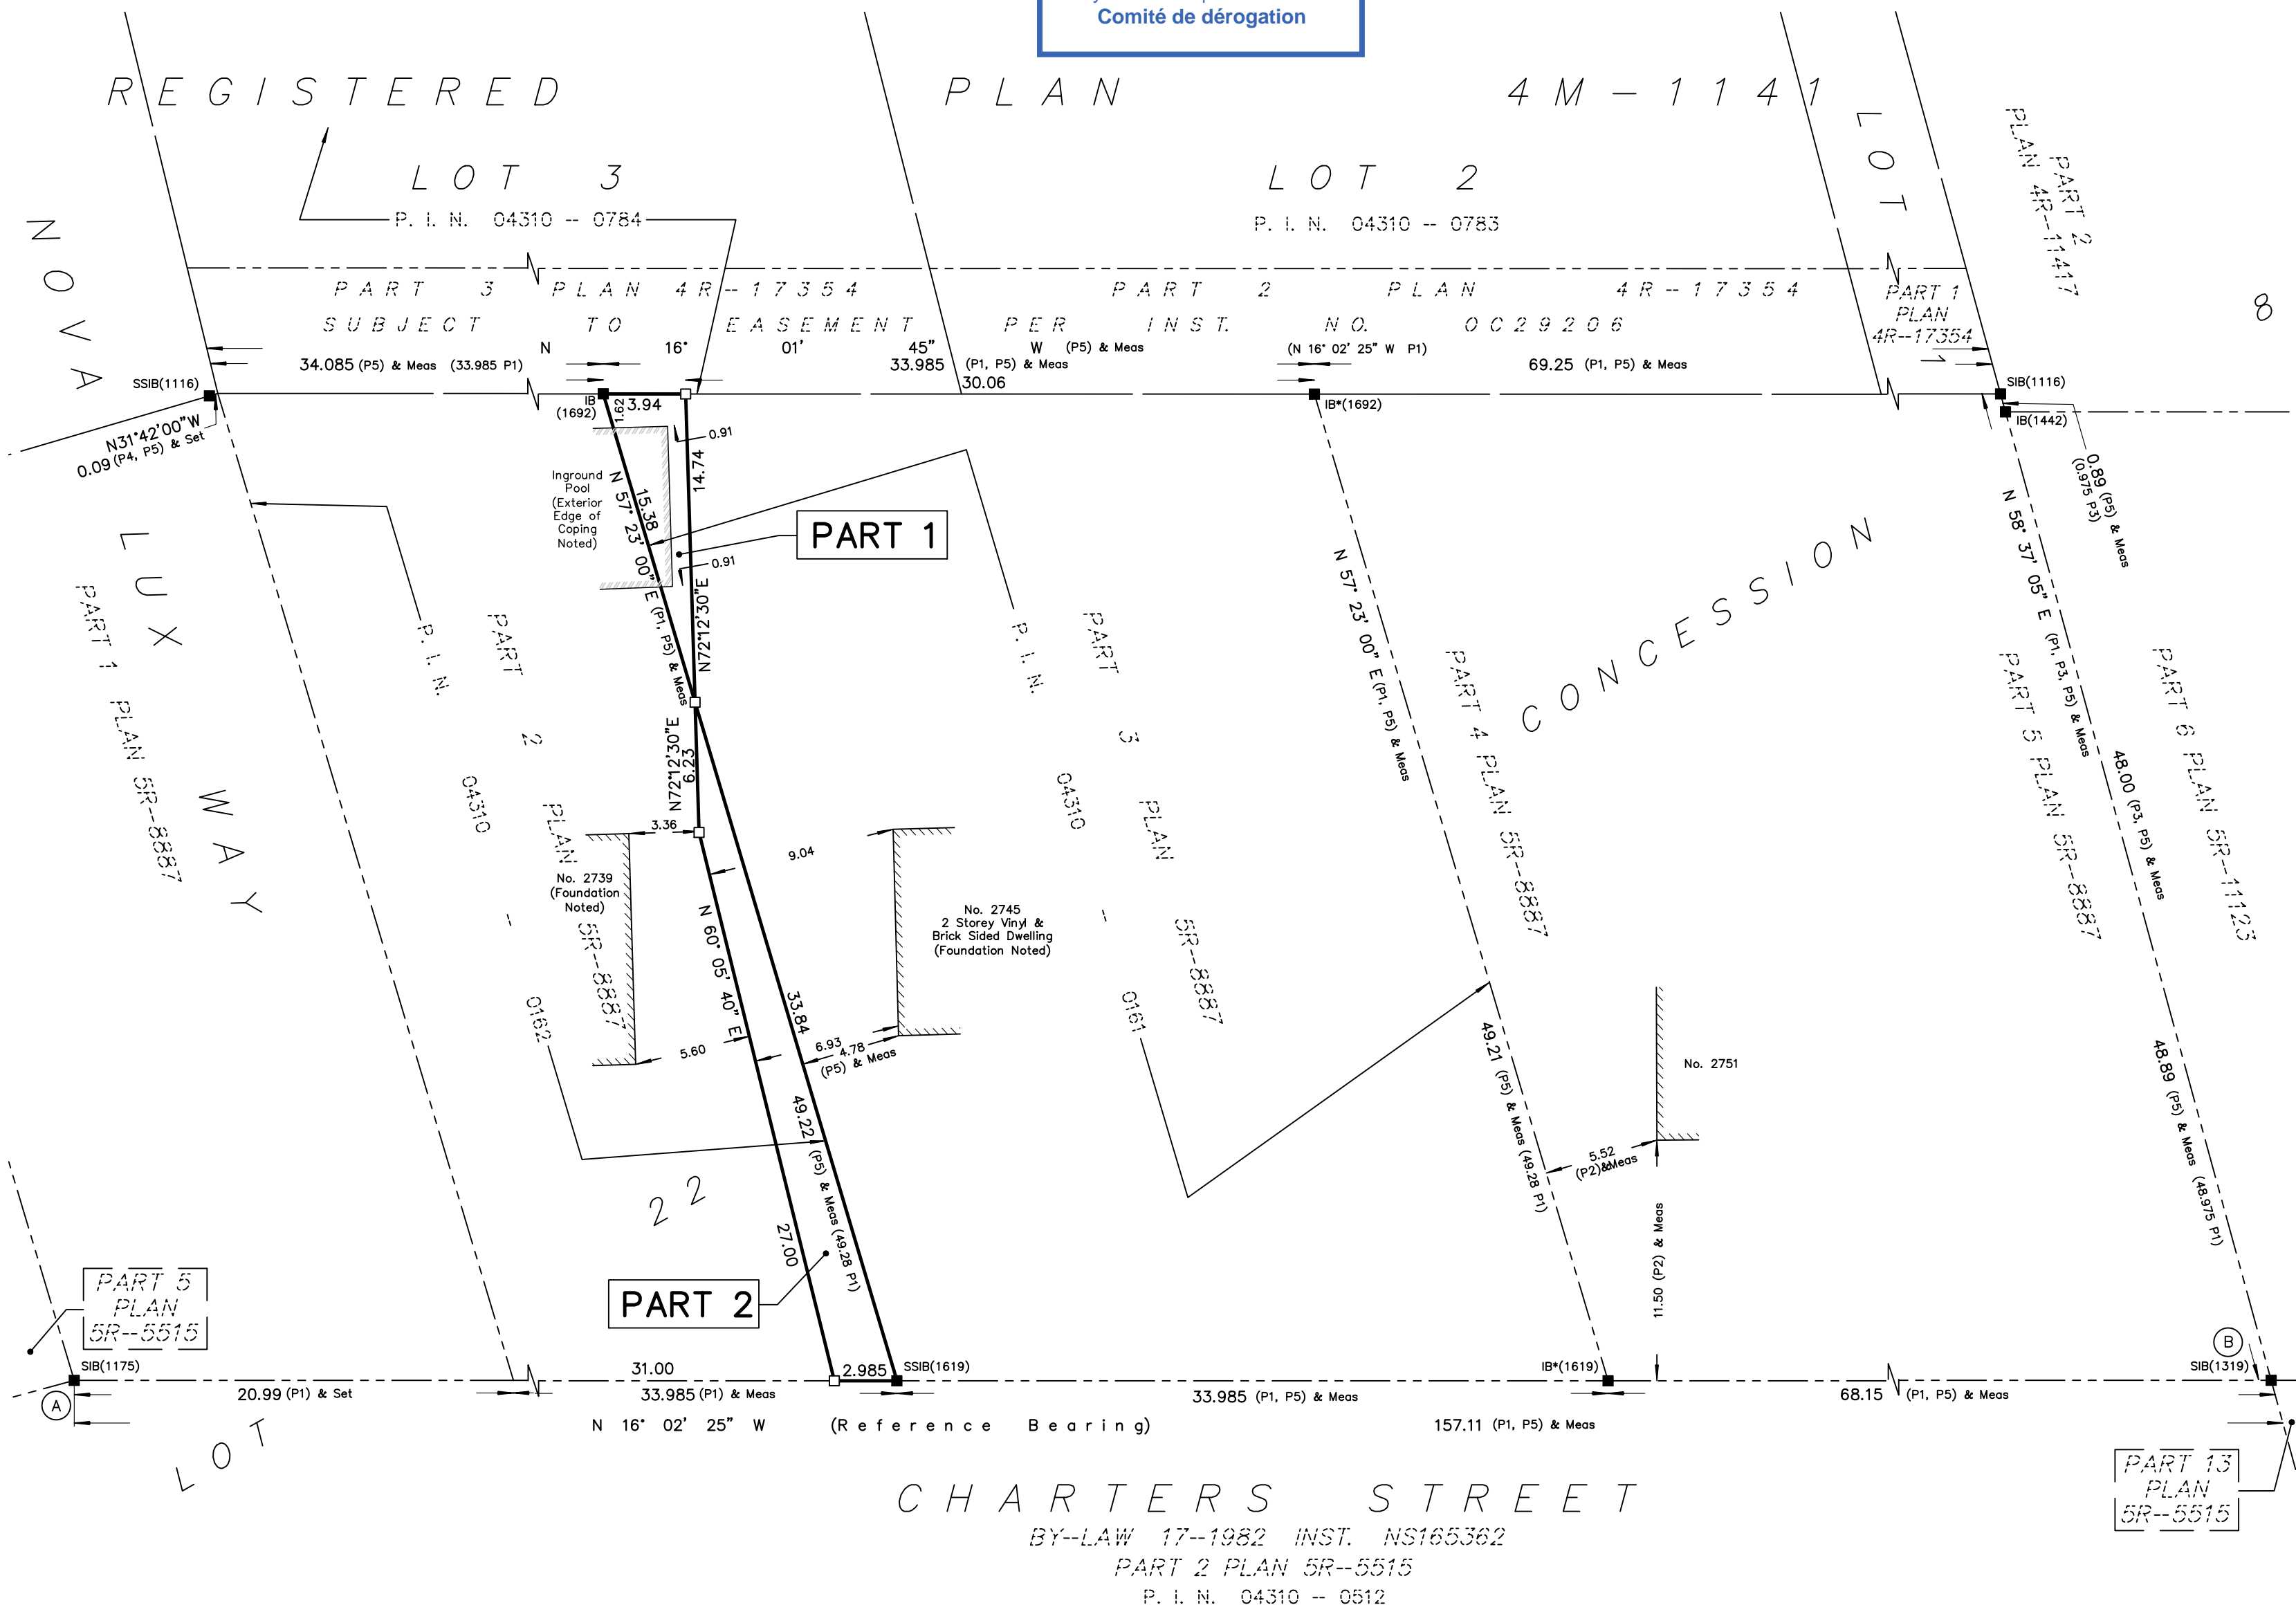 Comité de dérogation
REGISTERED PLAN 4M-1141
LOT 3
P. I. N. 04310 -- 0784
LOT 2
P. I. N. 04310 -- 0783
LOT 1
PART 2
PLAN 4R-11417
8
NOVA LUX WAY
PART 3 PLAN 4R--17354
PART 2 PLAN 4R--17354
SUBJECT TO EASEMENT PER INST. NO. OC29206
PART 1
PLAN
4R--17354
N 16° 01' 45" W (P5) & Meas
(N 16° 02' 25" W P1)
34.085 (P5) & Meas (33.985 P1)
33.985 (P1, P5) & Meas
30.06
69.25 (P1, P5) & Meas
SSIB(1116)
IB
(1692)
1.62
3.94
IB*(1692)
SIB(1116)
IB(1442)
N31°42'00"W
0.09 (P4, P5) & Set
0.91
14.74
0.91
Inground
Pool
(Exterior
Edge of
Coping
Noted)
15.38
N 57° 23' 00" E (P1, P5) & Meas
N72°12'30"E
PART 1
0.89 (P5) & Meas
(0.975 P3)
N 58° 37' 05" E (P1, P3, P5) & Meas
48.00 (P3, P5) & Meas
48.89 (P5) & Meas (48.975 P1)
CONCESSION
PART 1 PLAN 5R--8887
P. I. N. 04310 - 0162
PART 2 PLAN 5R--8887
P. I. N. 04310 - 0161
PART 3 PLAN 5R--8887
N 57° 23' 00" E (P1, P5) & Meas
PART 4 PLAN 5R--8887
PART 5 PLAN 5R--8887
PART 6 PLAN 5R--1123
N72°12'30"E
6.23
3.36
9.04
No. 2739
(Foundation
Noted)
No. 2745
2 Storey Vinyl &
Brick Sided Dwelling
(Foundation Noted)
N 60° 05' 40" E
33.84
5.60
6.93
4.78
(P5) & Meas
49.22 (P5) & Meas (49.28 P1)
27.00
49.21 (P5) & Meas (49.28 P1)
No. 2751
5.52
(P2)&Meas
11.50 (P2) & Meas
22
PART 2
PART 5
PLAN
5R--5515
SIB(1175)
A
20.99 (P1) & Set
31.00
2.985
SSIB(1619)
33.985 (P1) & Meas
33.985 (P1, P5) & Meas
IB*(1619)
68.15 (P1, P5) & Meas
B
SIB(1319)
N 16° 02' 25" W (Reference Bearing)
157.11 (P1, P5) & Meas
LOT
PART 13
PLAN
5R--5515
CHARTERS STREET
BY--LAW 17--1982 INST. NS165362
PART 2 PLAN 5R--5515
P. I. N. 04310 -- 0512